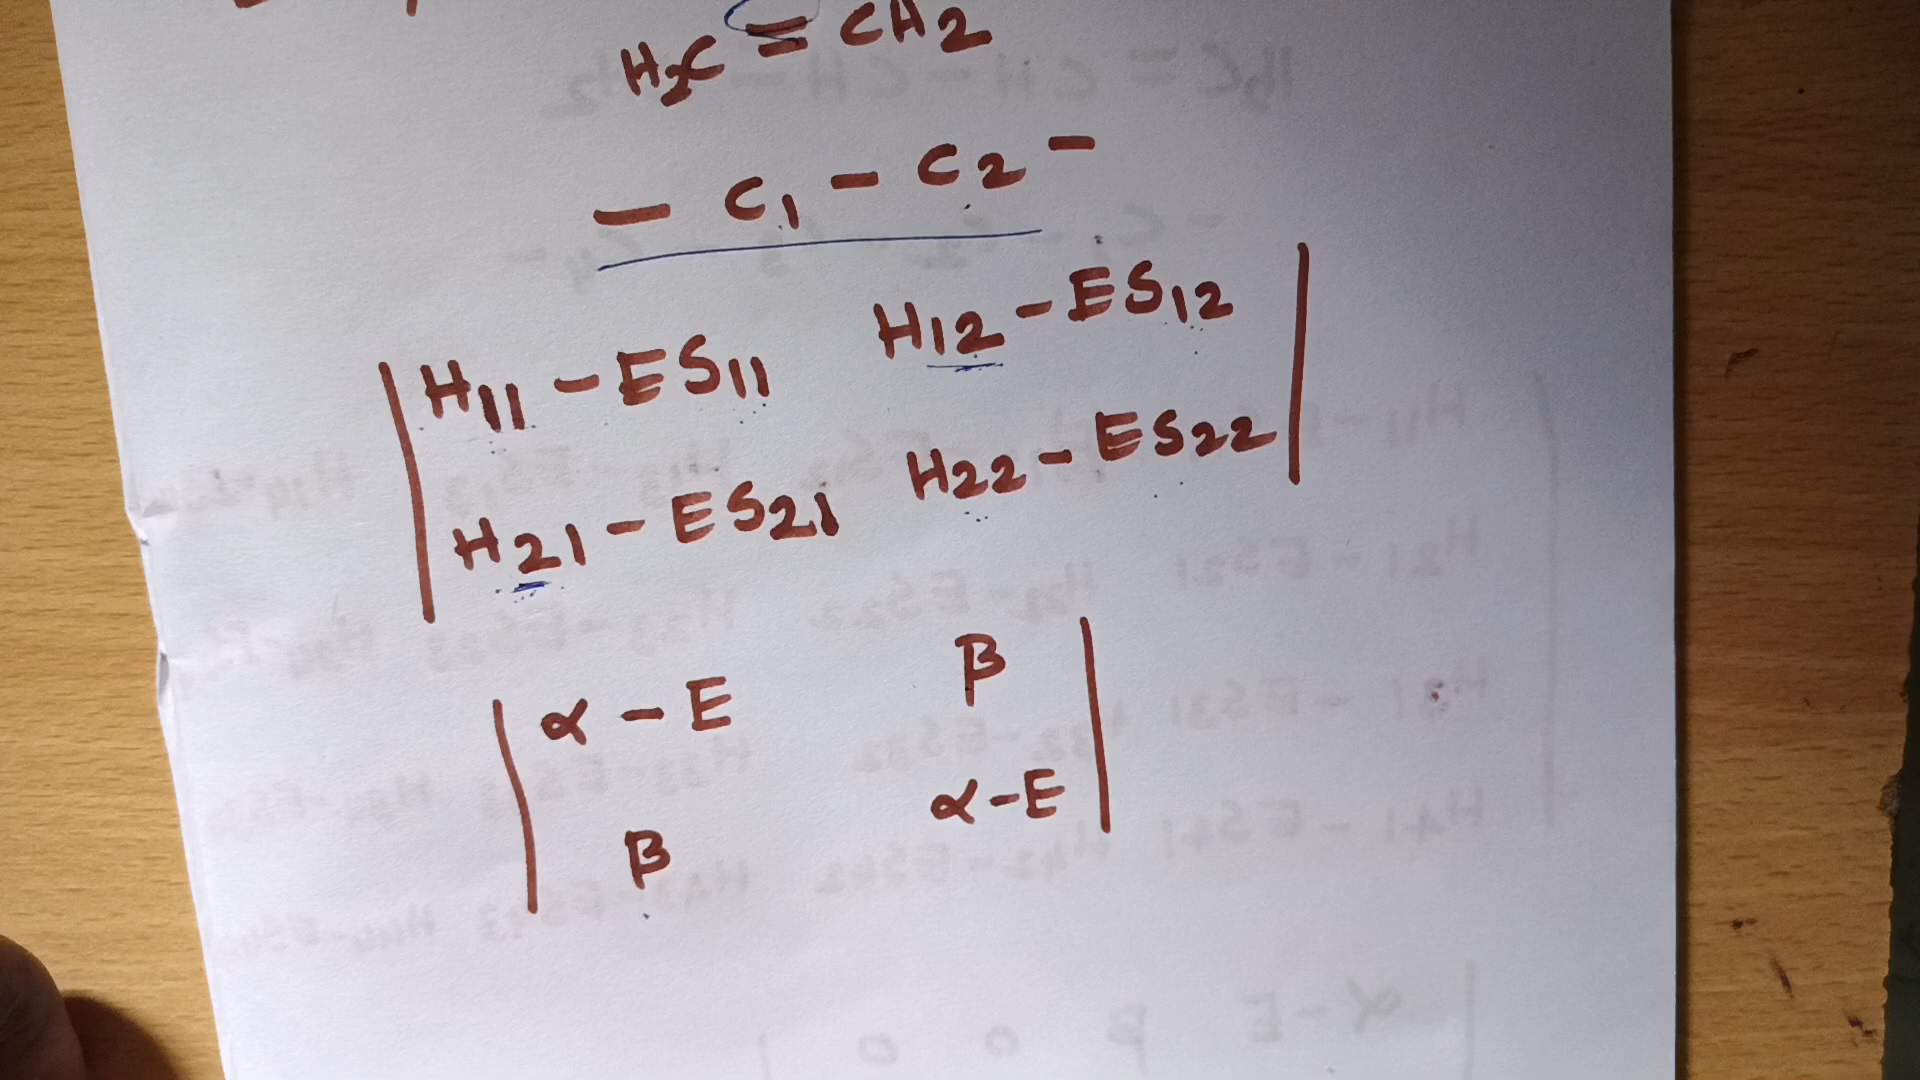 H₂C = CH₂
— C₁ — C₂ —
| H₁₁ – ES₁₁   H₁₂ – ES₁₂ |
| H₂₁ – ES₂₁   H₂₂ – ES₂₂ |
| α – E   β |
| β   α – E |